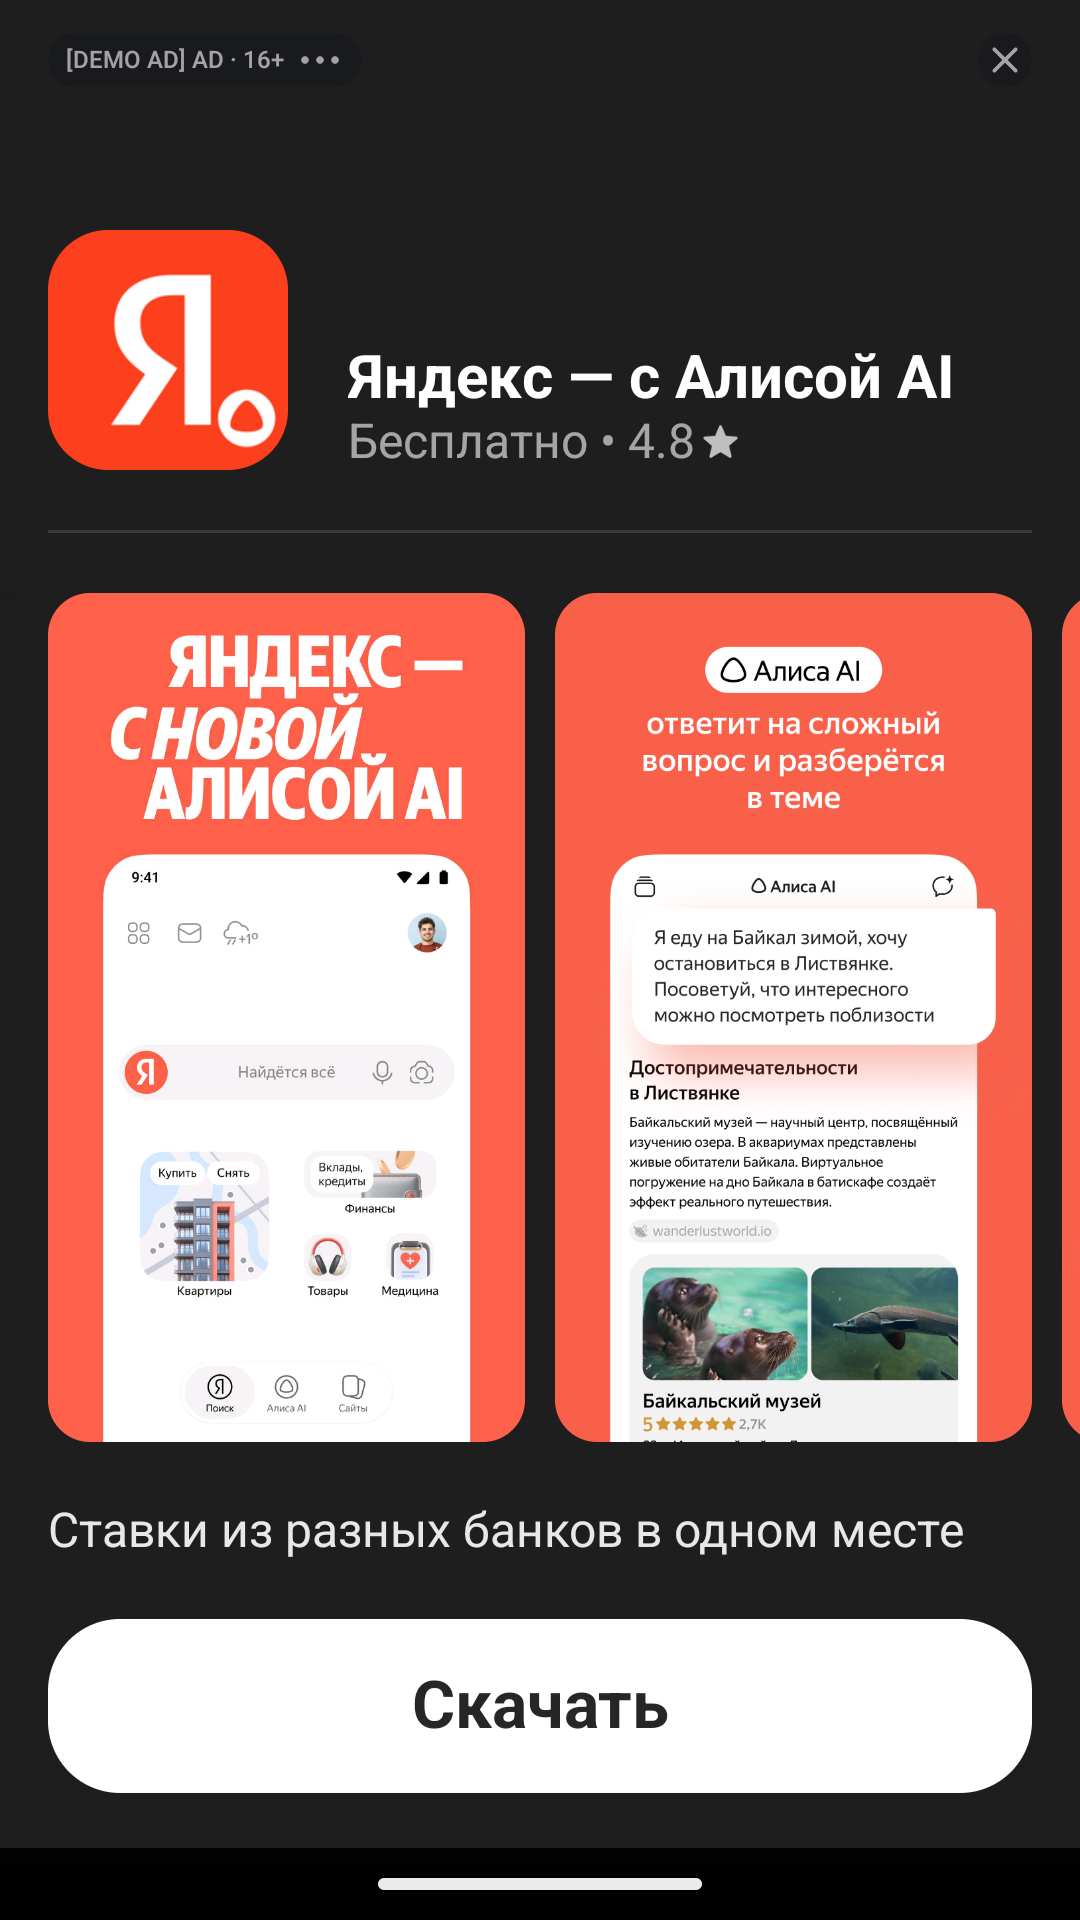 [DEMO AD] AD · 16+ •••
Яндекс — с Алисой AI
Бесплатно • 4.8
ЯНДЕКС —
С НОВОЙ
АЛИСОЙ AI
9:41
+1°
Я
Найдётся всё
Купить Снять
Квартиры
Вклады,
кредиты
Финансы
Товары
Медицина
Поиск
Алиса AI
Сайты
Алиса AI
ответит на сложный
вопрос и разберётся
в теме
Алиса AI
Я еду на Байкал зимой, хочу
остановиться в Листвянке.
Посоветуй, что интересного
можно посмотреть поблизости
Достопримечательности
в Листвянке
Байкальский музей — научный центр, посвящённый
изучению озера. В аквариумах представлены
живые обитатели Байкала. Виртуальное
погружение на дно Байкала в батискафе создаёт
эффект реального путешествия.
wanderlustworld.io
Байкальский музей
5 2,7K
Ставки из разных банков в одном месте
Скачать